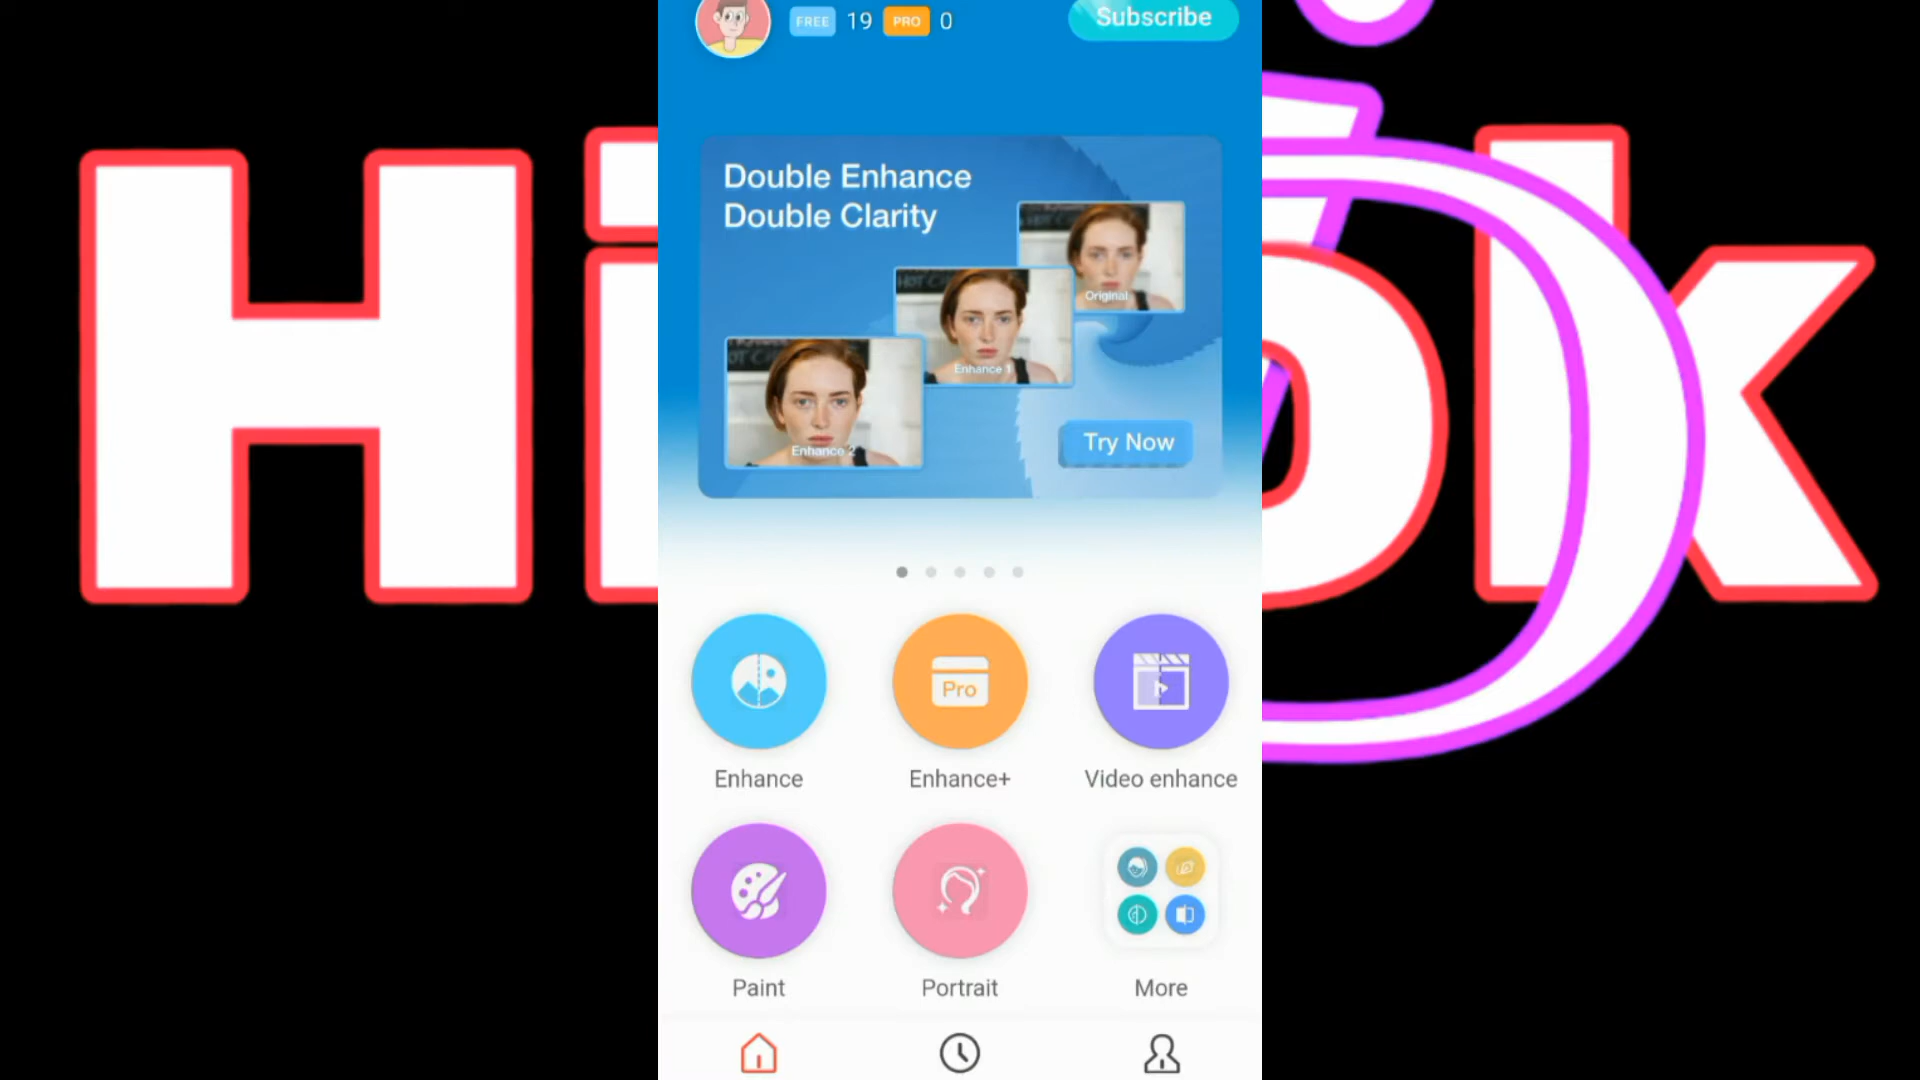 FREE 19 PRO 0
Subscribe
Double Enhance
Double Clarity
Original
Enhance 1
Enhance 2
Try Now
Pro
Enhance
Enhance+
Video enhance
Paint
Portrait
More